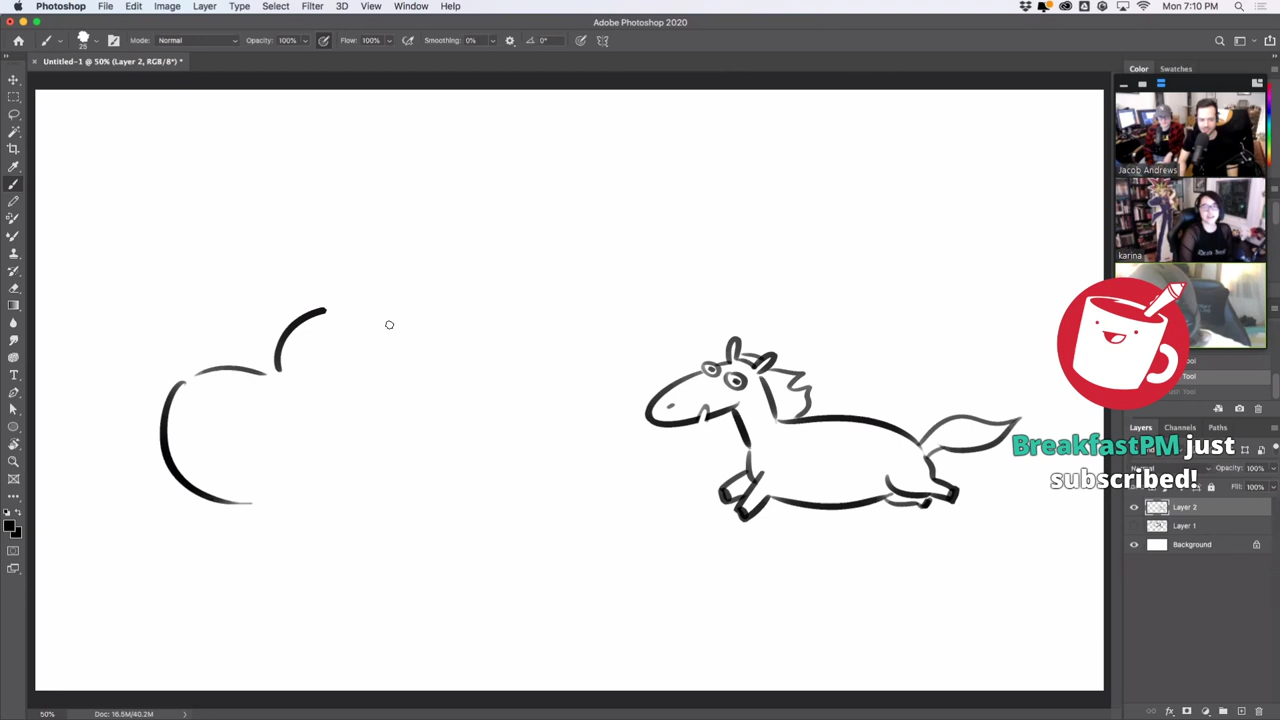 Photoshop File Edit Image Layer Type Select Filter 3D View Window Help Mon 7:10 PM
Adobe Photoshop 2020
25 Mode: Normal Opacity: 100% Flow: 100% Smoothing: 0% 0°
Untitled-1 @ 50% (Layer 2, RGB/8*) *
Color Swatches
Jacob Andrews
karina
Tool
BreakfastPM just
subscribed!
Layers Channels Paths
Opacity: 100%
Fill: 100%
Layer 2
Layer 1
Background
50% Doc: 16.5M/40.2M